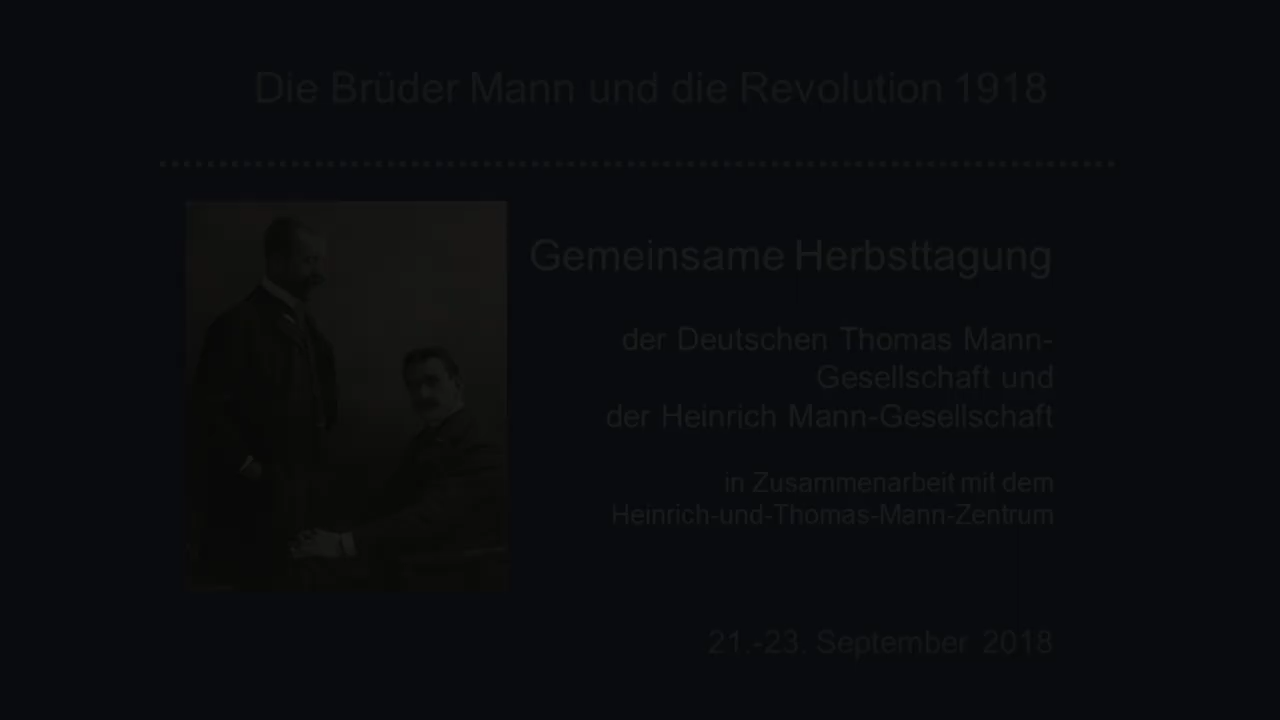 Die Brüder Mann und die Revolution 1918
Gemeinsame Herbsttagung
der Deutschen Thomas Mann-
Gesellschaft und
der Heinrich Mann-Gesellschaft
in Zusammenarbeit mit dem
Heinrich-und-Thomas-Mann-Zentrum
21.-23. September 2018